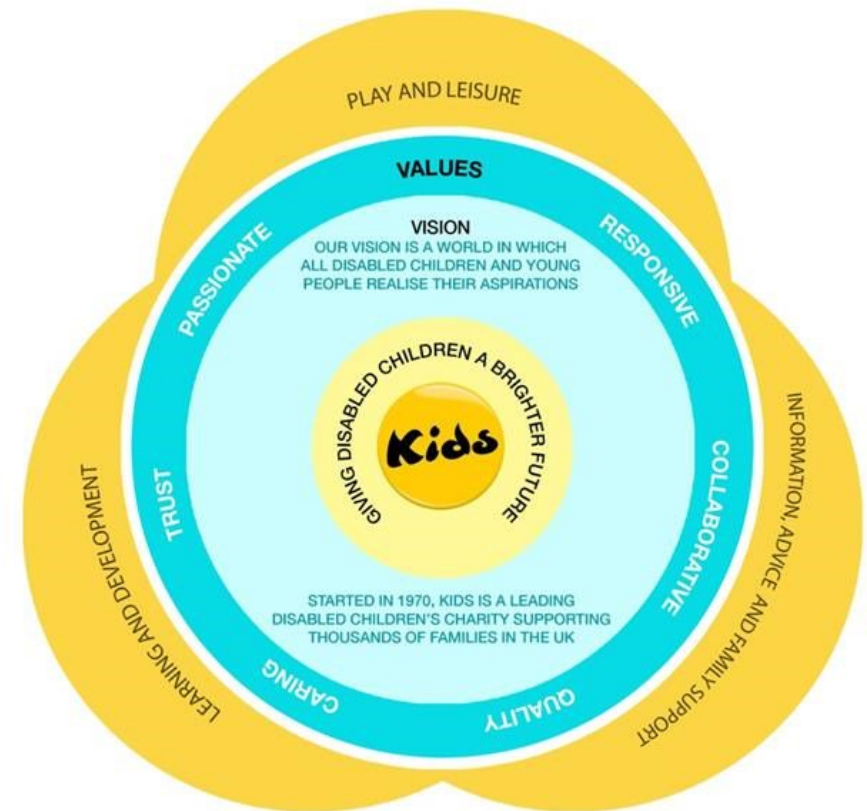 PLAY AND LEISURE
VALUES
PASSIONATE
RESPONSIVE
VISION
OUR VISION IS A WORLD IN WHICH
ALL DISABLED CHILDREN AND YOUNG
PEOPLE REALISE THEIR ASPIRATIONS
GIVING DISABLED CHILDREN A BRIGHTER FUTURE
Kids
TRUST
COLLABORATIVE
LEARNING AND DEVELOPMENT
INFORMATION, ADVICE AND FAMILY SUPPORT
STARTED IN 1970, KIDS IS A LEADING
DISABLED CHILDREN'S CHARITY SUPPORTING
THOUSANDS OF FAMILIES IN THE UK
CARING
QUALITY